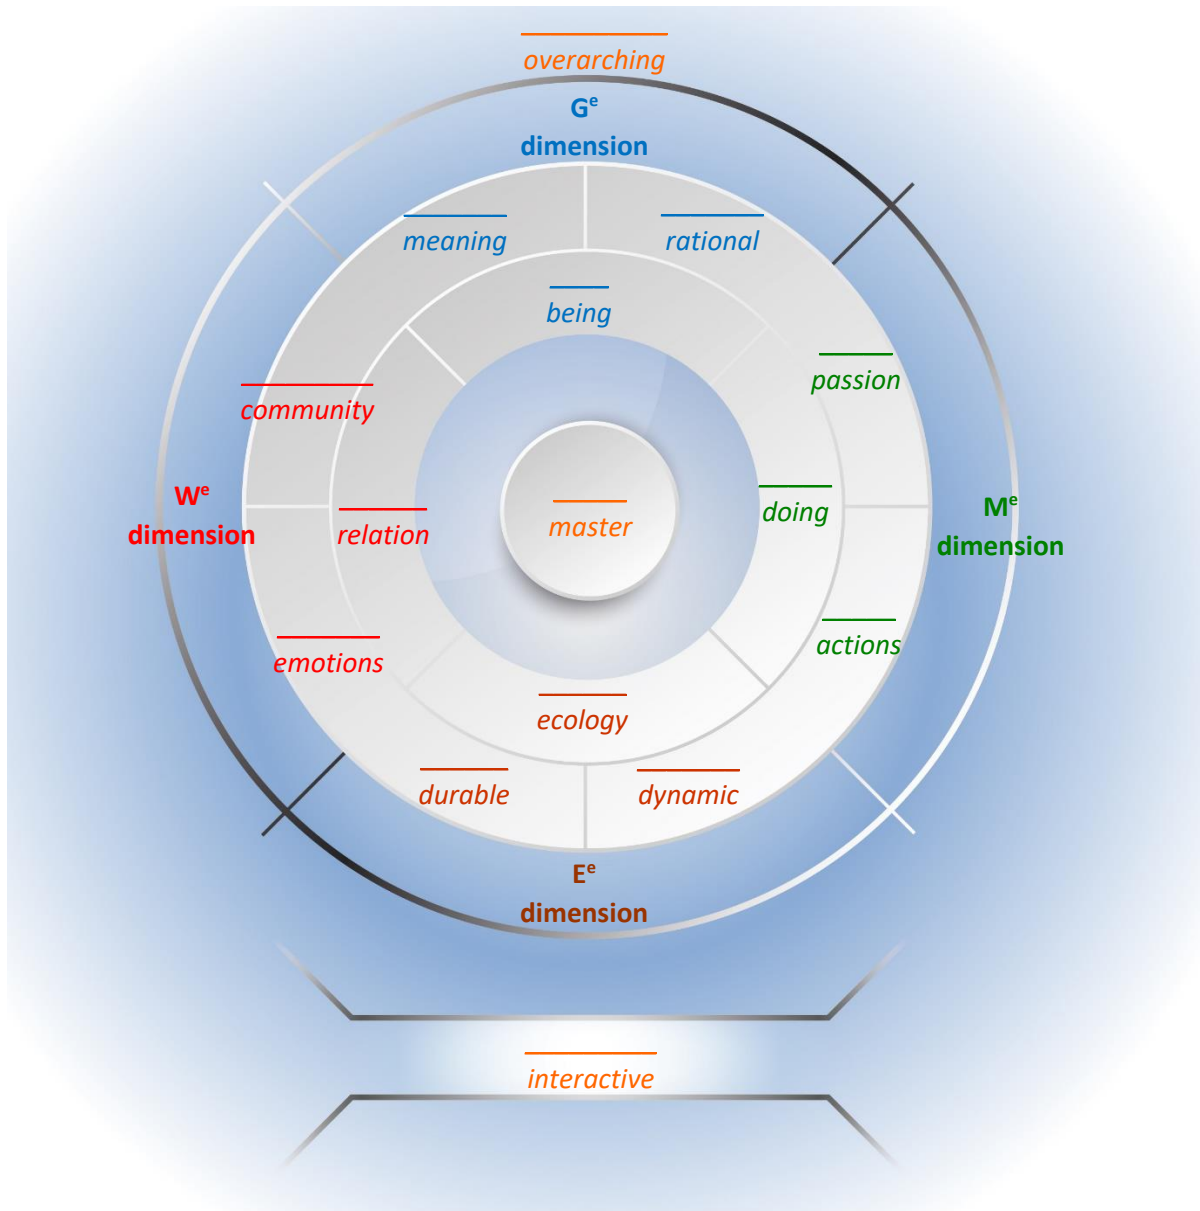 overarching
Gᵉ
dimension
meaning
rational
being
passion
community
Wᵉ
dimension
relation
master
doing
Mᵉ
dimension
emotions
actions
ecology
durable
dynamic
Eᵉ
dimension
interactive